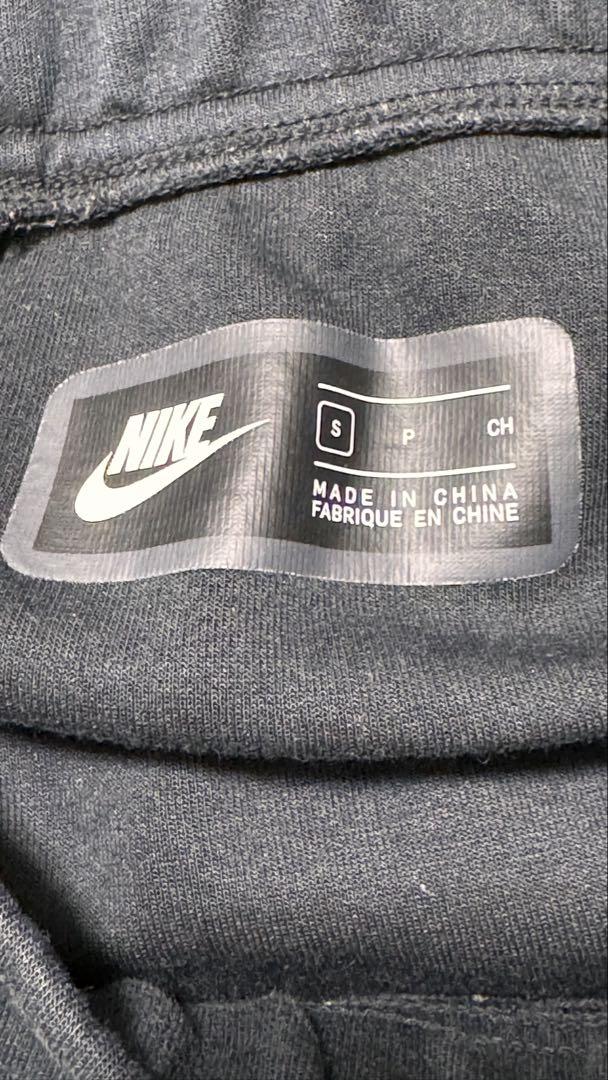 NIKE
S P CH
MADE IN CHINA
FABRIQUE EN CHINE